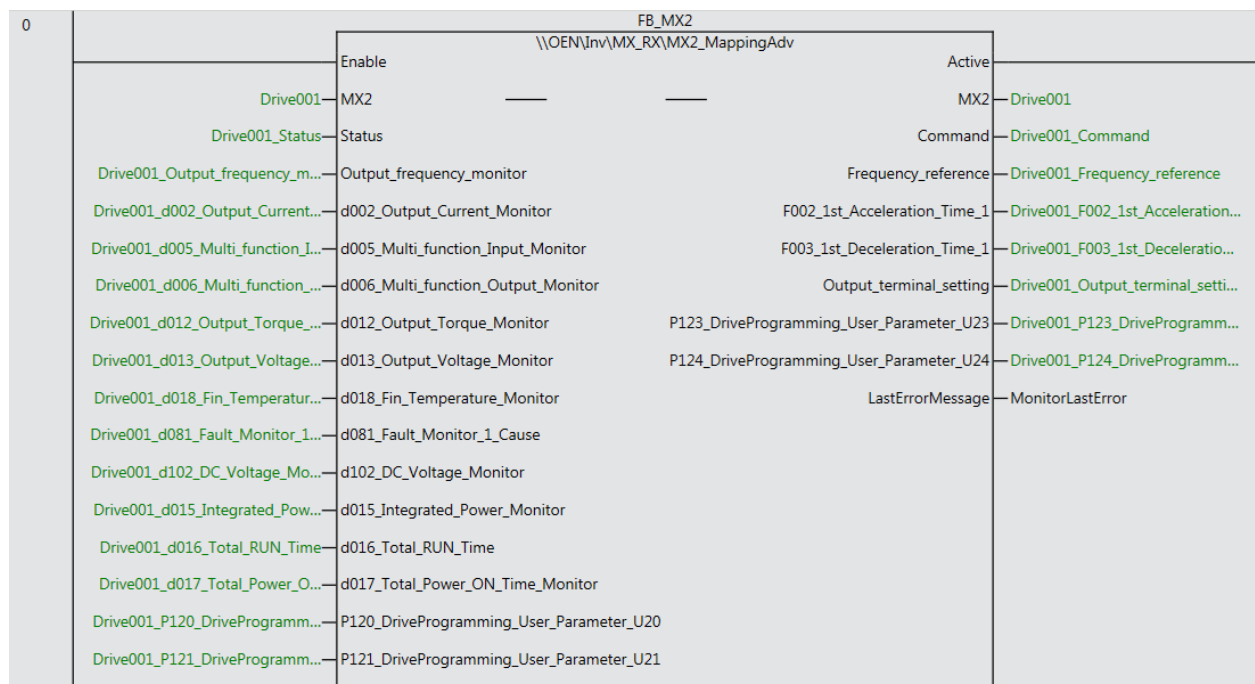 0
FB_MX2
\\OEN\Inv\MX_RX\MX2_MappingAdv
Enable Active
Drive001 MX2 MX2 Drive001
Drive001_Status Status Command Drive001_Command
Drive001_Output_frequency_m... Output_frequency_monitor Frequency_reference Drive001_Frequency_reference
Drive001_d002_Output_Current... d002_Output_Current_Monitor F002_1st_Acceleration_Time_1 Drive001_F002_1st_Acceleration...
Drive001_d005_Multi_function_I... d005_Multi_function_Input_Monitor F003_1st_Deceleration_Time_1 Drive001_F003_1st_Deceleratio...
Drive001_d006_Multi_function_... d006_Multi_function_Output_Monitor Output_terminal_setting Drive001_Output_terminal_setti...
Drive001_d012_Output_Torque_... d012_Output_Torque_Monitor P123_DriveProgramming_User_Parameter_U23 Drive001_P123_DriveProgramm...
Drive001_d013_Output_Voltage... d013_Output_Voltage_Monitor P124_DriveProgramming_User_Parameter_U24 Drive001_P124_DriveProgramm...
Drive001_d018_Fin_Temperatur... d018_Fin_Temperature_Monitor LastErrorMessage MonitorLastError
Drive001_d081_Fault_Monitor_1... d081_Fault_Monitor_1_Cause
Drive001_d102_DC_Voltage_Mo... d102_DC_Voltage_Monitor
Drive001_d015_Integrated_Pow... d015_Integrated_Power_Monitor
Drive001_d016_Total_RUN_Time d016_Total_RUN_Time
Drive001_d017_Total_Power_O... d017_Total_Power_ON_Time_Monitor
Drive001_P120_DriveProgramm... P120_DriveProgramming_User_Parameter_U20
Drive001_P121_DriveProgramm... P121_DriveProgramming_User_Parameter_U21